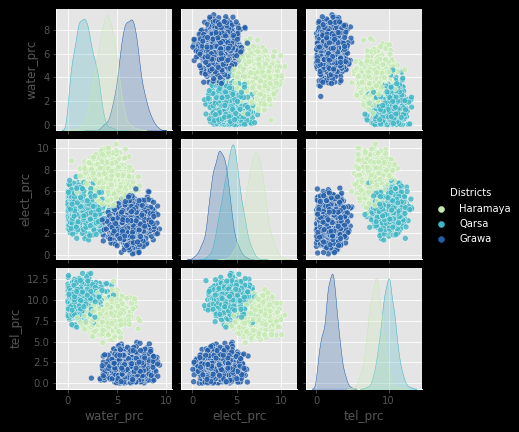 water_prc
8
6
4
2
0
elect_prc
10
8
6
4
2
0
Districts
Haramaya
Qarsa
Grawa
tel_prc
12.5
10.0
7.5
5.0
2.5
0.0
0 5 10
0 5 10
0 10
water_prc
elect_prc
tel_prc